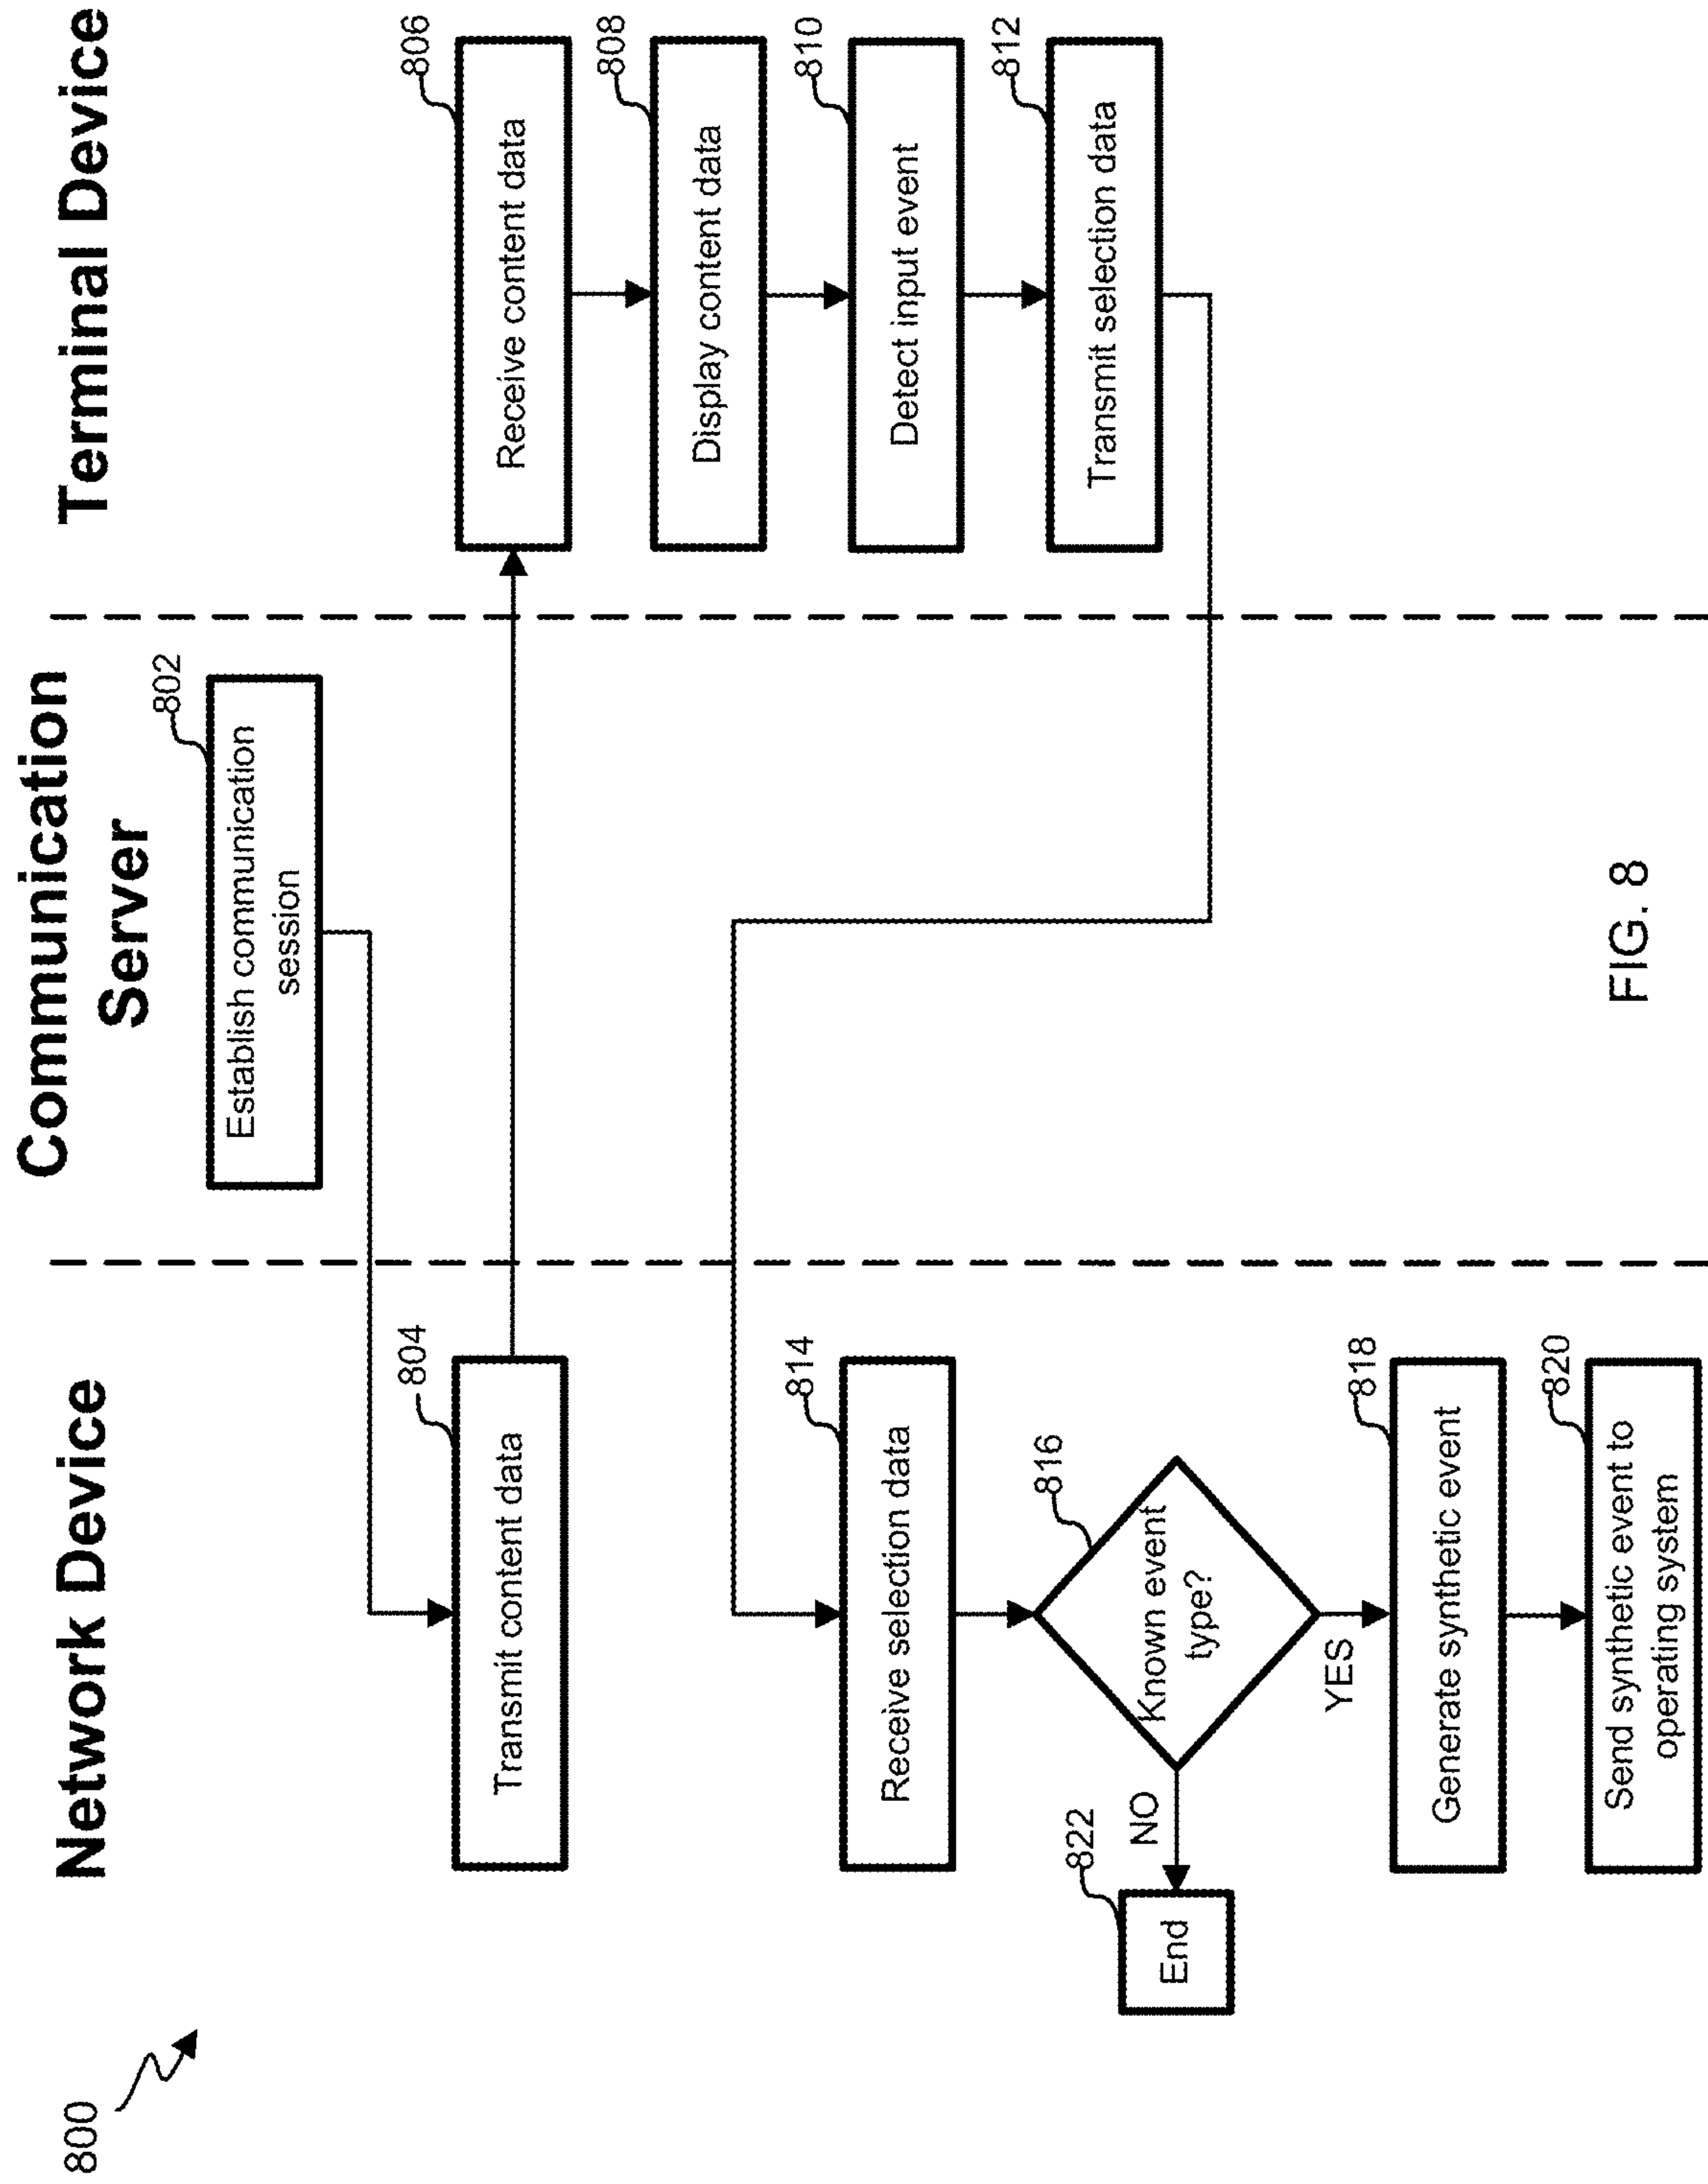 800
Network Device
Communication
Server
Terminal Device
802
Establish communication
session
804
Transmit content data
806
Receive content data
808
Display content data
810
Detect input event
812
Transmit selection data
814
Receive selection data
816
Known event
type?
NO
822
End
YES
818
Generate synthetic event
820
Send synthetic event to
operating system
FIG. 8